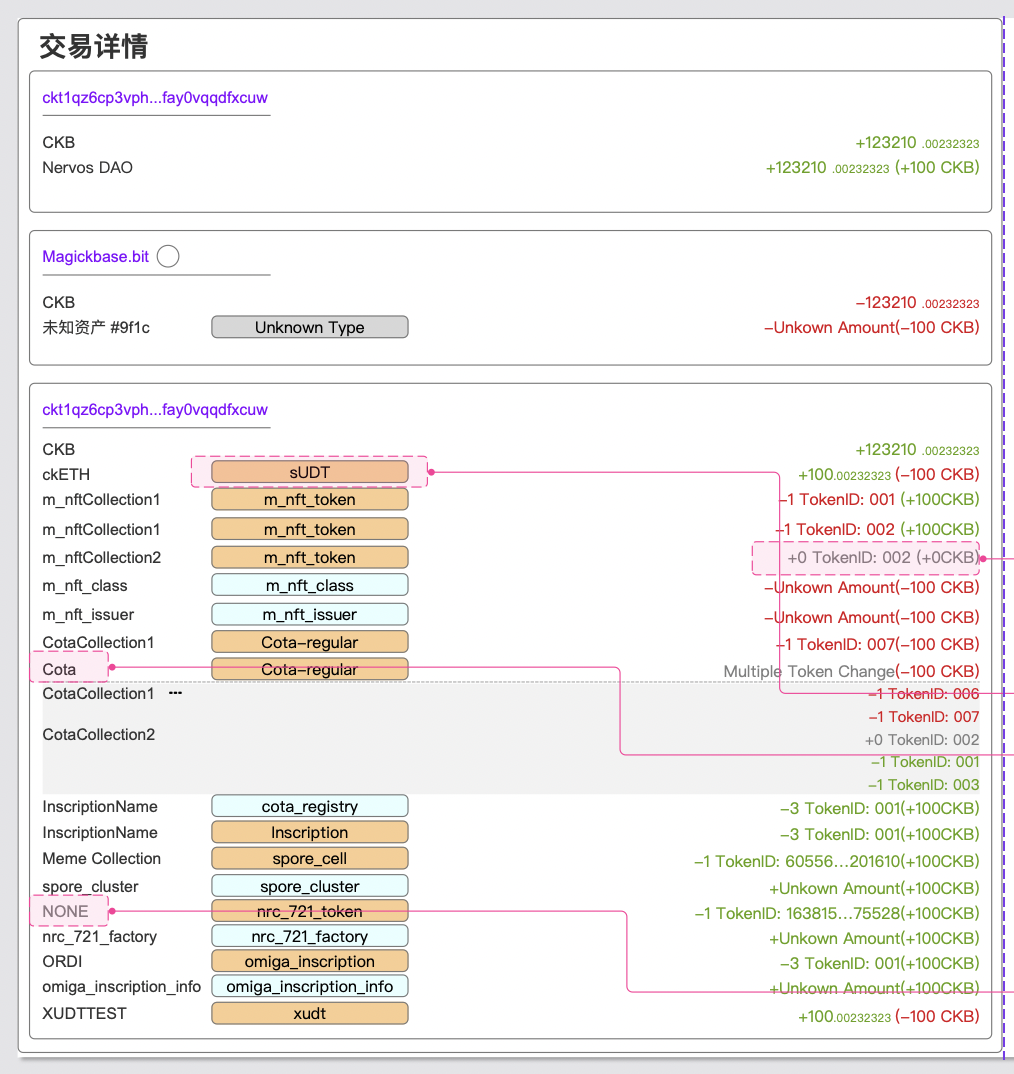 交易详情
ckt1qz6cp3vph...fay0vqqdfxcuw
CKB +123210 .00232323
Nervos DAO +123210 .00232323 (+100 CKB)
Magickbase.bit
CKB −123210 .00232323
未知资产 #9f1c Unknown Type −Unkown Amount(−100 CKB)
ckt1qz6cp3vph...fay0vqqdfxcuw
CKB +123210 .00232323
ckETH sUDT +100.00232323 (−100 CKB)
m_nftCollection1 m_nft_token −1 TokenID: 001 (+100CKB)
m_nftCollection1 m_nft_token −1 TokenID: 002 (+100CKB)
m_nftCollection2 m_nft_token +0 TokenID: 002 (+0CKB)
m_nft_class m_nft_class −Unkown Amount(−100 CKB)
m_nft_issuer m_nft_issuer −Unkown Amount(−100 CKB)
CotaCollection1 Cota−regular −1 TokenID: 007(−100 CKB)
Cota Cota−regular Multiple Token Change(−100 CKB)
CotaCollection1 ••• −1 TokenID: 006
−1 TokenID: 007
CotaCollection2 +0 TokenID: 002
−1 TokenID: 001
−1 TokenID: 003
InscriptionName cota_registry −3 TokenID: 001(+100CKB)
InscriptionName Inscription −3 TokenID: 001(+100CKB)
Meme Collection spore_cell −1 TokenID: 60556...201610(+100CKB)
spore_cluster spore_cluster +Unkown Amount(+100CKB)
NONE nrc_721_token −1 TokenID: 163815...75528(+100CKB)
nrc_721_factory nrc_721_factory +Unkown Amount(+100CKB)
ORDI omiga_inscription −3 TokenID: 001(+100CKB)
omiga_inscription_info omiga_inscription_info +Unkown Amount(+100CKB)
XUDTTEST xudt +100.00232323 (−100 CKB)